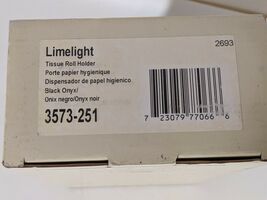 Limelight
2693
Tissue Roll Holder
Porte papier hygienique
Dispensador de papel higienico
Black Onyx/
Onix negro/Onyx noir
3573-251
7 23079 77066 6